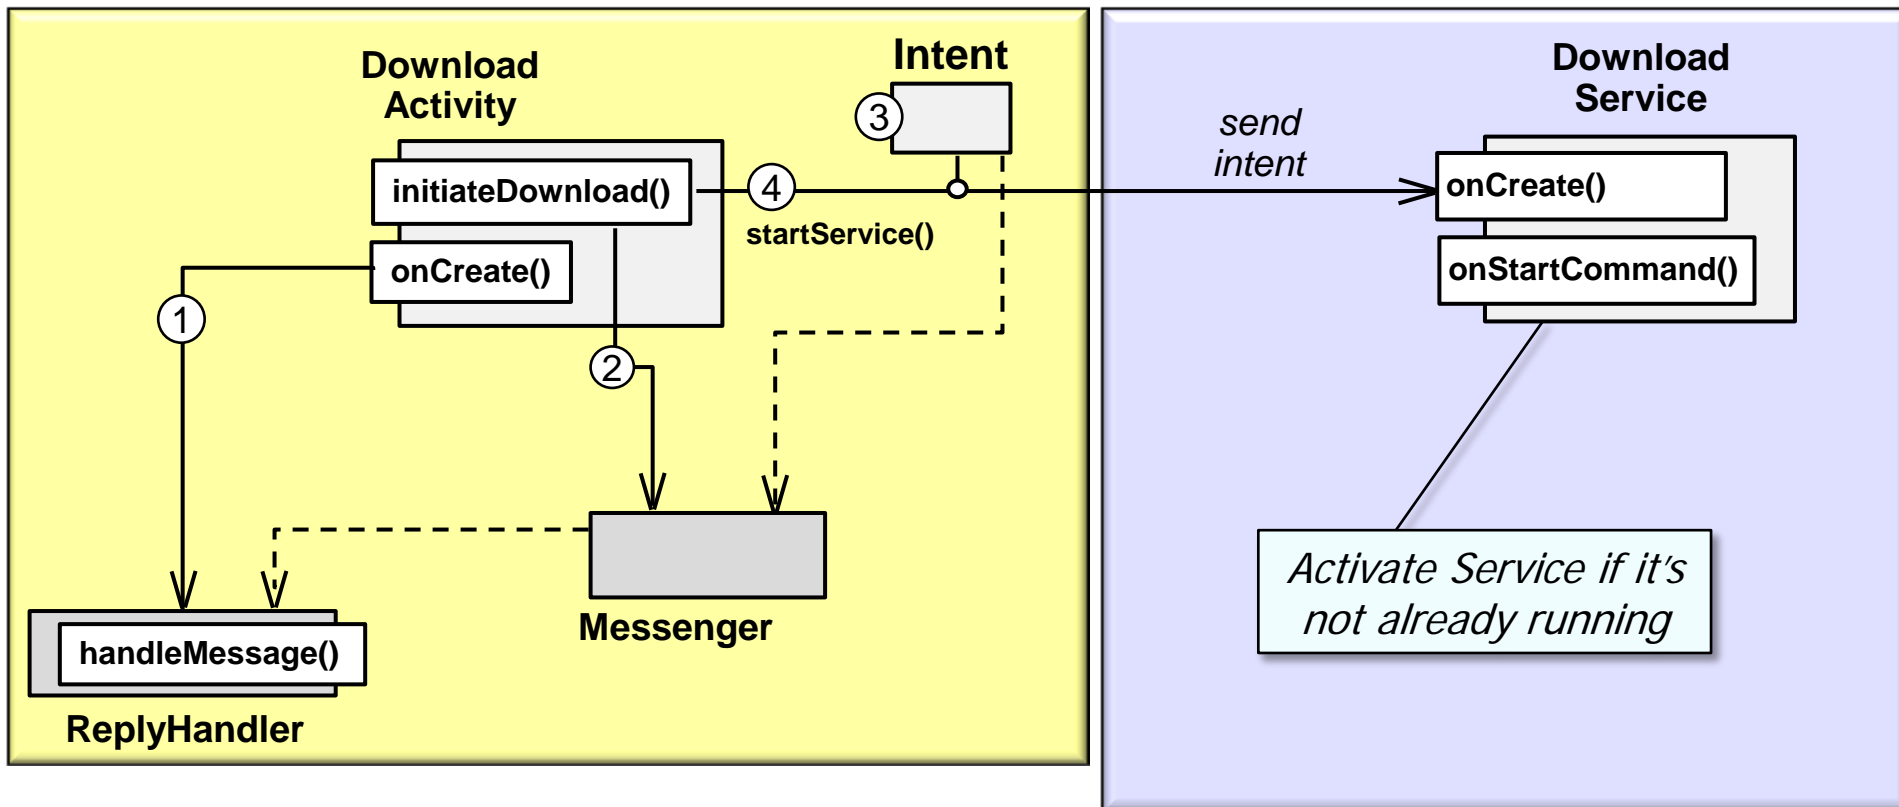 Download
Activity
Intent
3
initiateDownload()
4
startService()
onCreate()
1
2
Messenger
handleMessage()
ReplyHandler
send
intent
Download
Service
onCreate()
onStartCommand()
Activate Service if it's
not already running